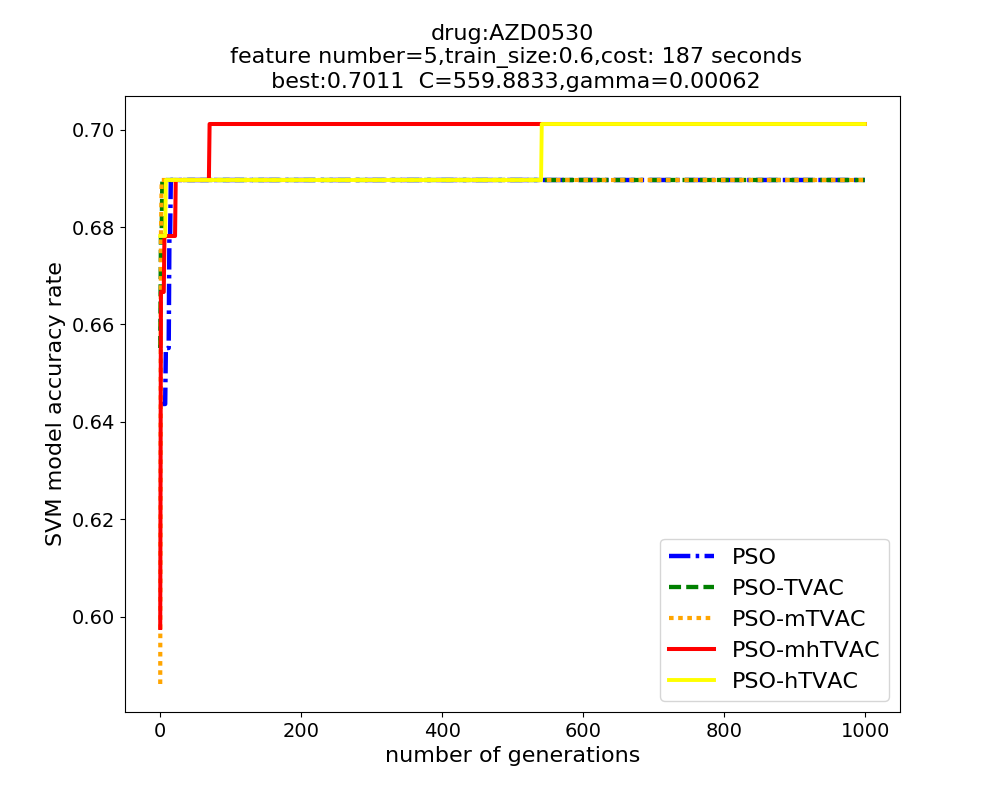 drug:AZD0530
feature number=5,train_size:0.6,cost: 187 seconds
best:0.7011  C=559.8833,gamma=0.00062
0.70
0.68
0.66
0.64
0.62
0.60
SVM model accuracy rate
PSO
PSO-TVAC
PSO-mTVAC
PSO-mhTVAC
PSO-hTVAC
0 200 400 600 800 1000
number of generations